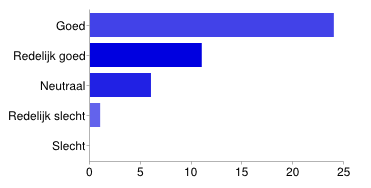 Goed
Redelijk goed
Neutraal
Redelijk slecht
Slecht
0 5 10 15 20 25